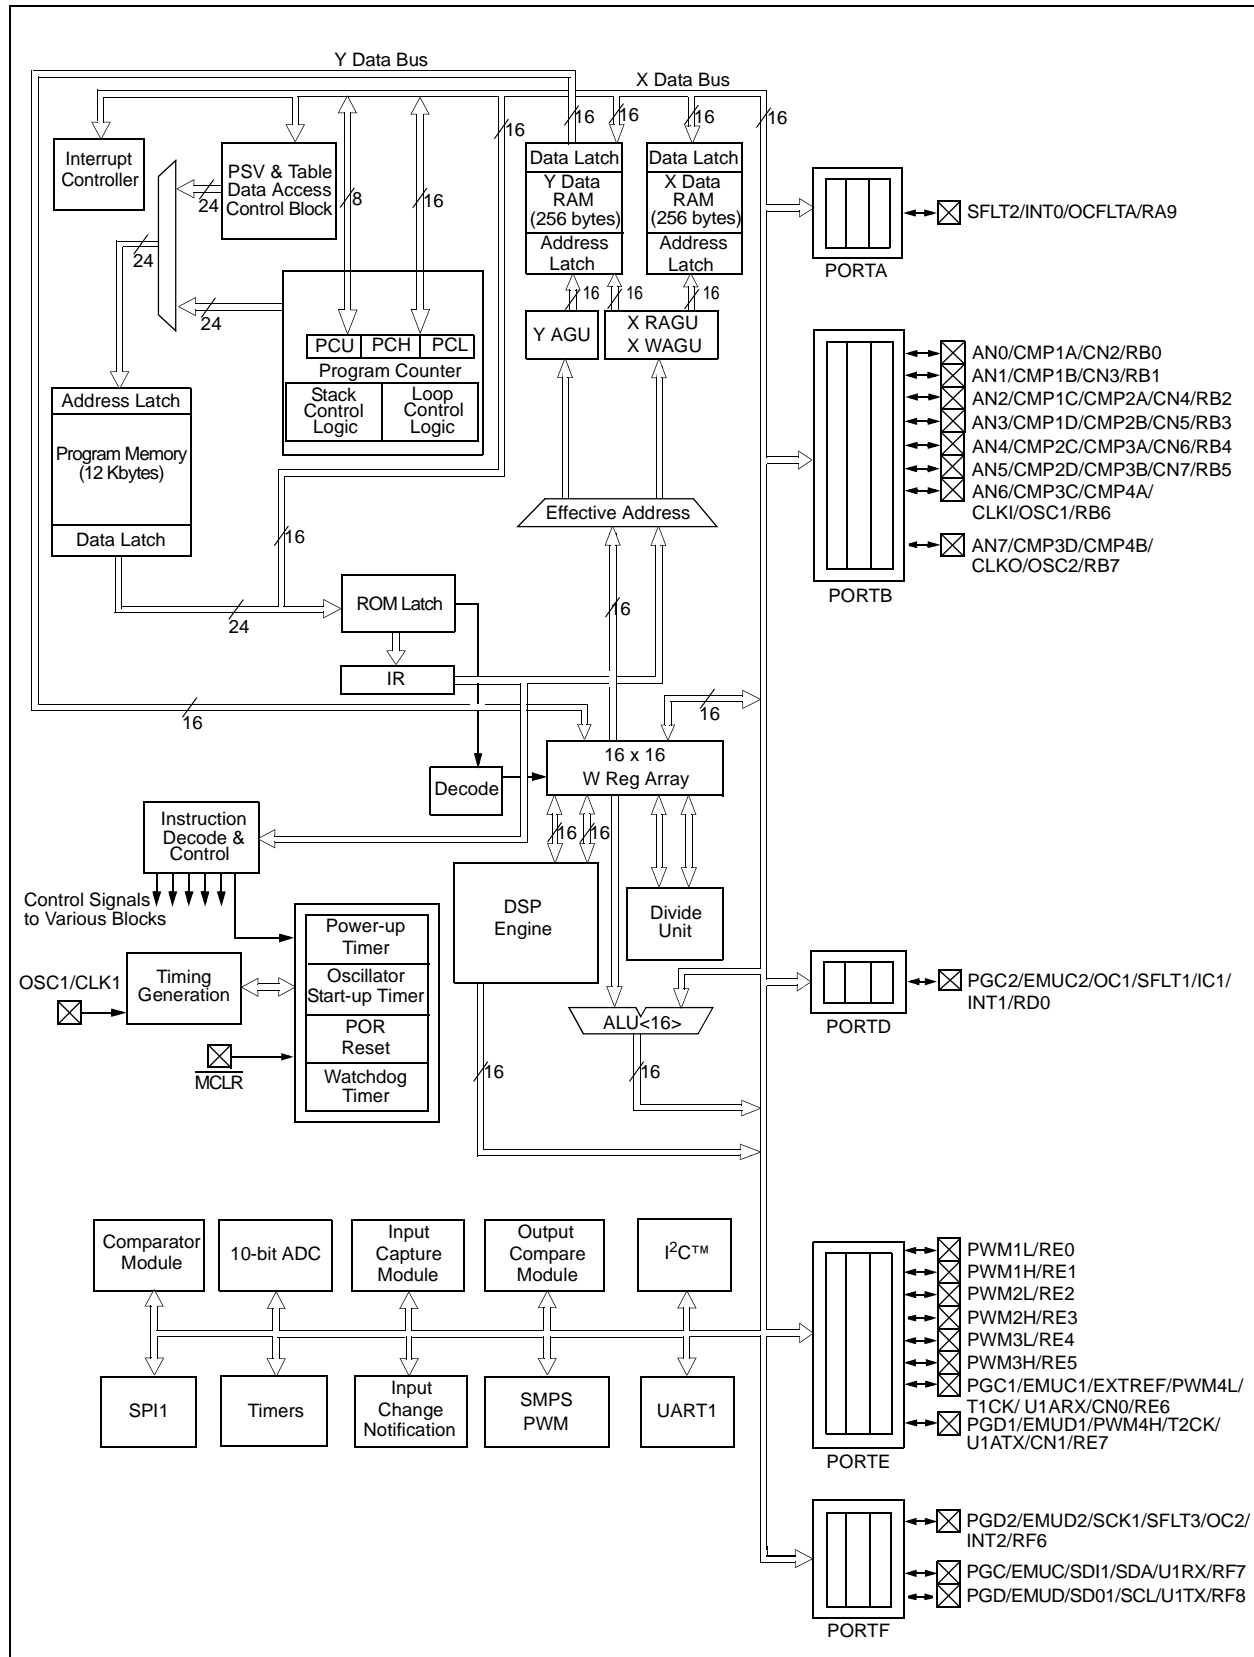 Y Data Bus
X Data Bus
16
16
16
16
16
Interrupt
Controller
PSV & Table
Data Access
Control Block
24
8
16
24
24
Data Latch
Y Data
RAM
(256 bytes)
Address
Latch
Data Latch
X Data
RAM
(256 bytes)
Address
Latch
16
16
16
Y AGU
X RAGU
X WAGU
PCU
PCH
PCL
Program Counter
Stack
Control
Logic
Loop
Control
Logic
Address Latch
Program Memory
(12 Kbytes)
Data Latch
24
16
Effective Address
16
ROM Latch
IR
16
16
16 x 16
W Reg Array
Decode
16
16
Instruction
Decode &
Control
Control Signals
to Various Blocks
DSP
Engine
Divide
Unit
Power-up
Timer
Oscillator
Start-up Timer
POR
Reset
Watchdog
Timer
OSC1/CLK1
Timing
Generation
MCLR
ALU<16>
16
16
Comparator
Module
10-bit ADC
Input
Capture
Module
Output
Compare
Module
I²C™
SPI1
Timers
Input
Change
Notification
SMPS
PWM
UART1
SFLT2/INT0/OCFLTA/RA9
PORTA
AN0/CMP1A/CN2/RB0
AN1/CMP1B/CN3/RB1
AN2/CMP1C/CMP2A/CN4/RB2
AN3/CMP1D/CMP2B/CN5/RB3
AN4/CMP2C/CMP3A/CN6/RB4
AN5/CMP2D/CMP3B/CN7/RB5
AN6/CMP3C/CMP4A/
CLKI/OSC1/RB6
AN7/CMP3D/CMP4B/
CLKO/OSC2/RB7
PORTB
PGC2/EMUC2/OC1/SFLT1/IC1/
INT1/RD0
PORTD
PWM1L/RE0
PWM1H/RE1
PWM2L/RE2
PWM2H/RE3
PWM3L/RE4
PWM3H/RE5
PGC1/EMUC1/EXTREF/PWM4L/
T1CK/ U1ARX/CN0/RE6
PGD1/EMUD1/PWM4H/T2CK/
U1ATX/CN1/RE7
PORTE
PGD2/EMUD2/SCK1/SFLT3/OC2/
INT2/RF6
PGC/EMUC/SDI1/SDA/U1RX/RF7
PGD/EMUD/SD01/SCL/U1TX/RF8
PORTF